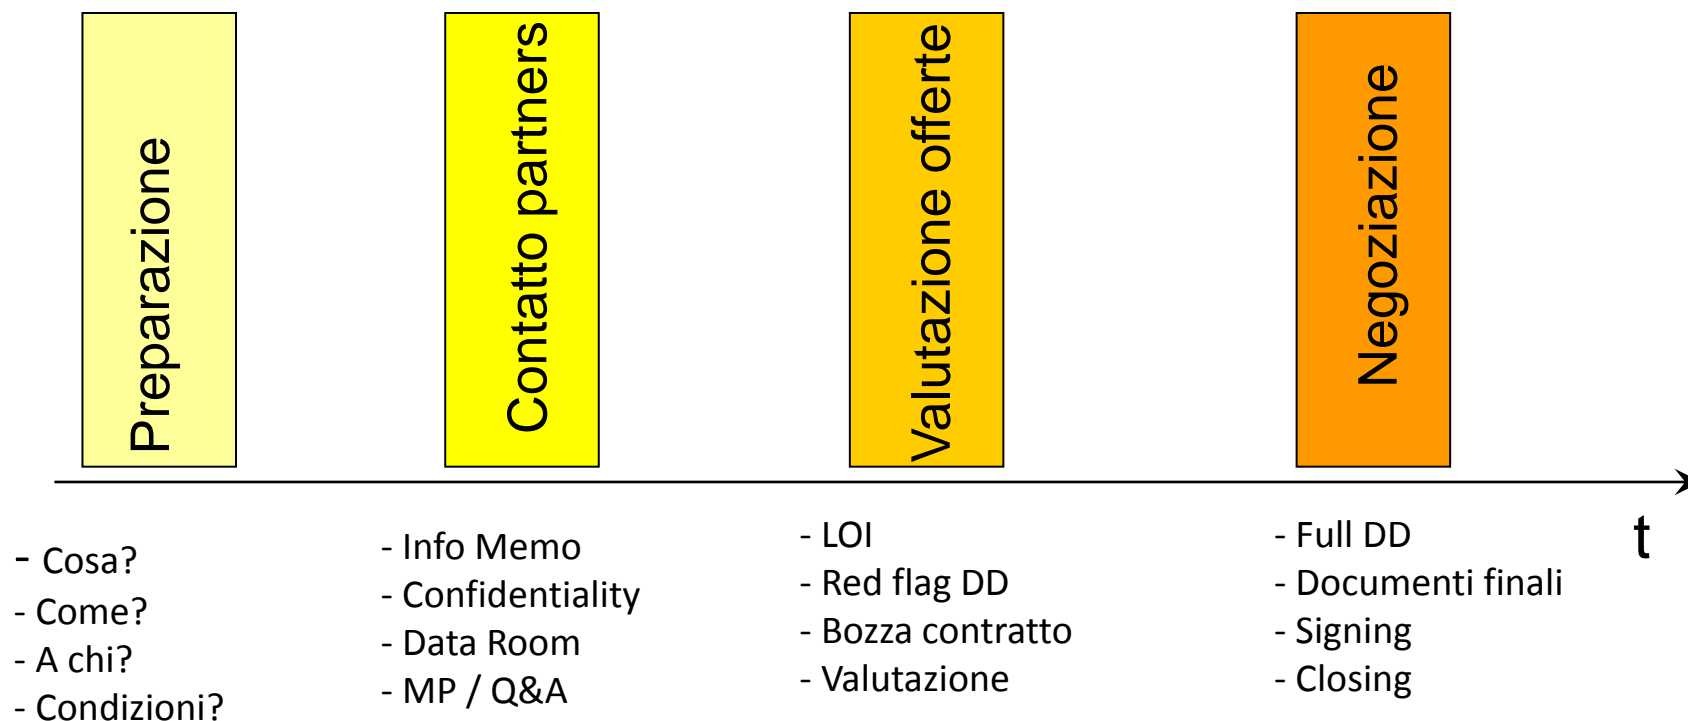 Preparazione
Contatto partners
Valutazione offerte
Negoziazione
t
- Cosa?
- Come?
- A chi?
- Condizioni?
- Info Memo
- Confidentiality
- Data Room
- MP / Q&A
- LOI
- Red flag DD
- Bozza contratto
- Valutazione
- Full DD
- Documenti finali
- Signing
- Closing